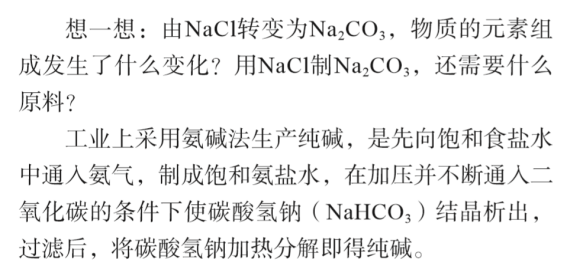 想一想：由NaCl转变为Na₂CO₃，物质的元素组
成发生了什么变化？用NaCl制Na₂CO₃，还需要什么
原料？
工业上采用氨碱法生产纯碱，是先向饱和食盐水
中通入氨气，制成饱和氨盐水，在加压并不断通入二
氧化碳的条件下使碳酸氢钠（NaHCO₃）结晶析出，
过滤后，将碳酸氢钠加热分解即得纯碱。